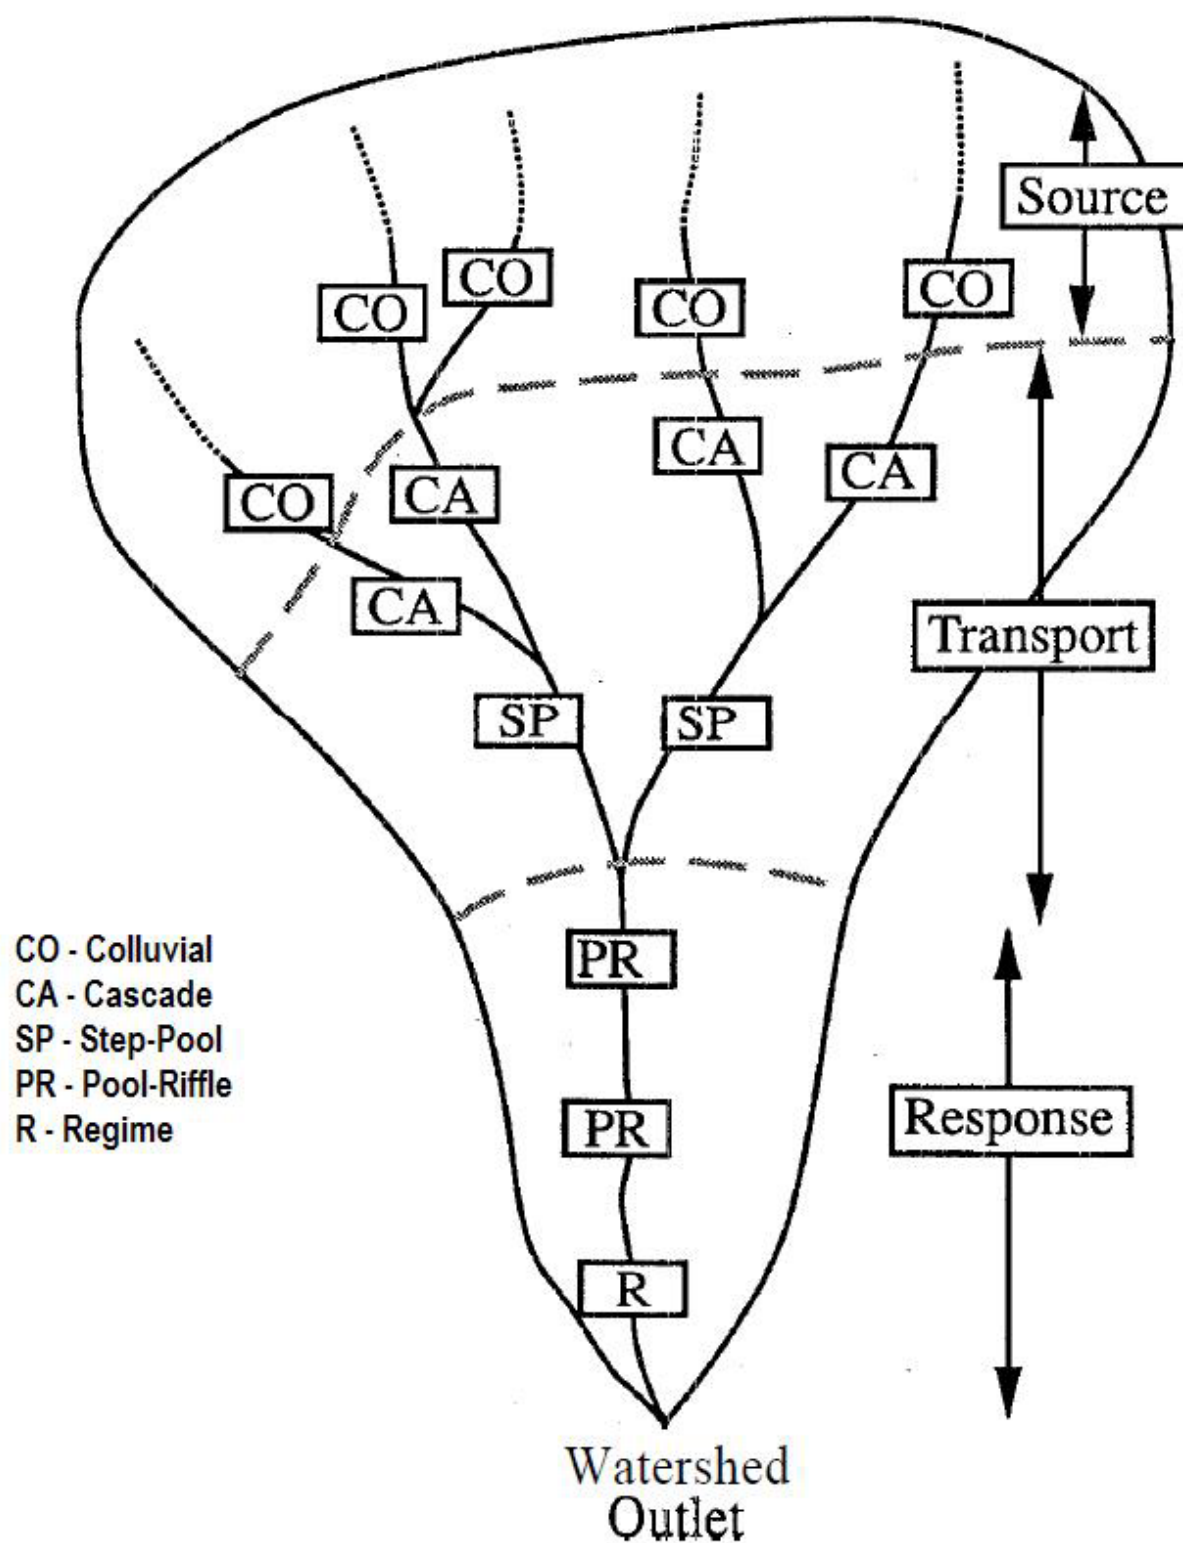 Source
CO
CO
CO
CO
CA
CA
CO
CA
CA
Transport
SP
SP
PR
CO - Colluvial
CA - Cascade
SP - Step-Pool
PR - Pool-Riffle
R - Regime
PR
Response
R
Watershed
Outlet